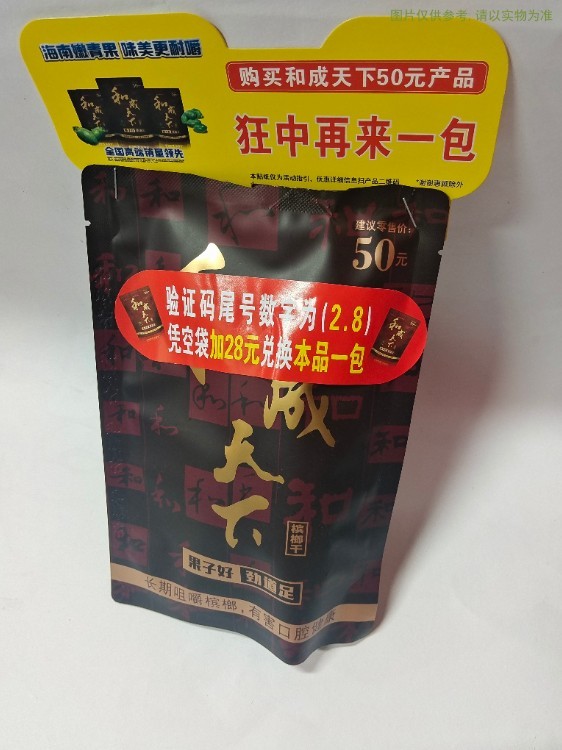 图片仅供参考,请以实物为准
海南嫩青果 味美更耐嚼
全国高端销量领先
购买和成天下50元产品
狂中再来一包
建议零售价:
50元
验证码尾号数字为(2.8)
凭空袋加28元兑换本品一包
成
天
下
槟榔干
果子好 劲道足
长期咀嚼槟榔,有害口腔健康